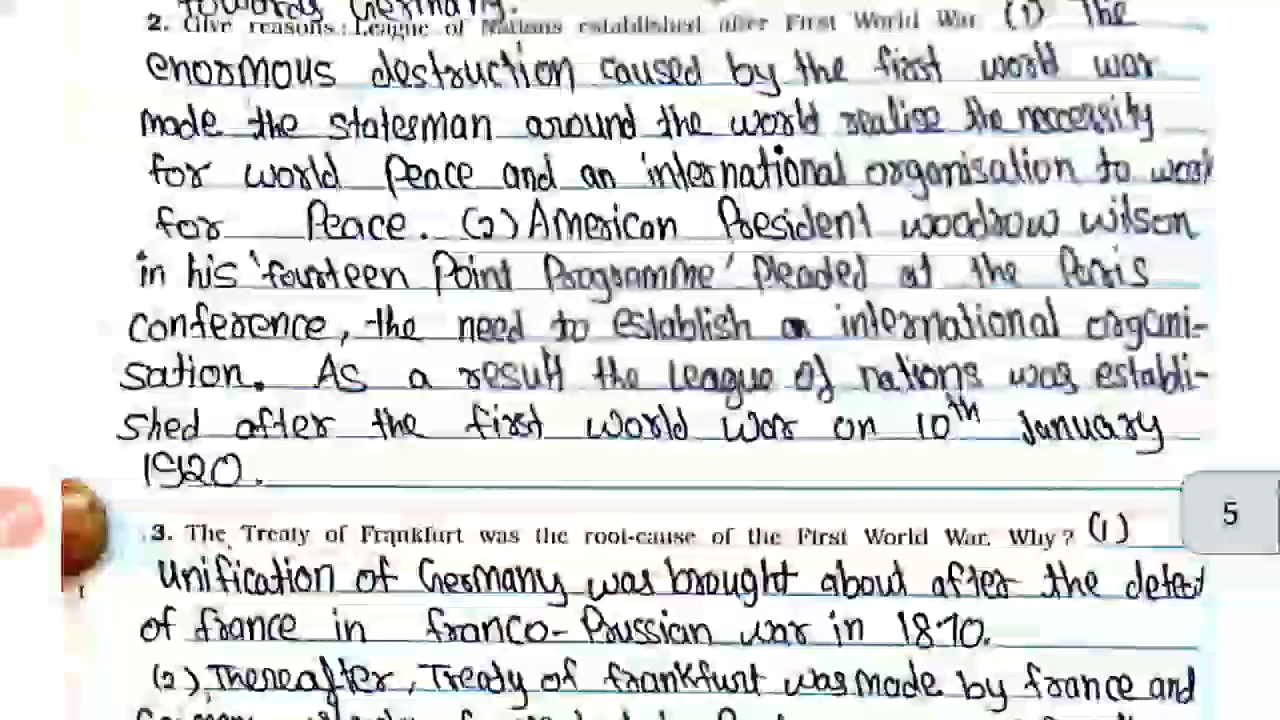 towards Germany.
2. Give reasons: League of Nations established after First World War (1) The
enormous destruction caused by the first world war
made the statesman around the world realise the necessity
for world Peace and an international organisation to work
for Peace. (2) American President woodrow wilson
in his 'fourteen Point Programme' Pleaded at the Paris
conference, the need to establish an international organi-
sation. As a result the League of nations was establi-
shed after the first world war on 10th January
1920.
5
3. The Treaty of Frankfurt was the root-cause of the First World War. Why? (1)
Unification of Germany was brought about after the defeat
of france in franco-Prussian war in 1870.
(2) Thereafter, Treaty of frankfurt was made by france and
Germany